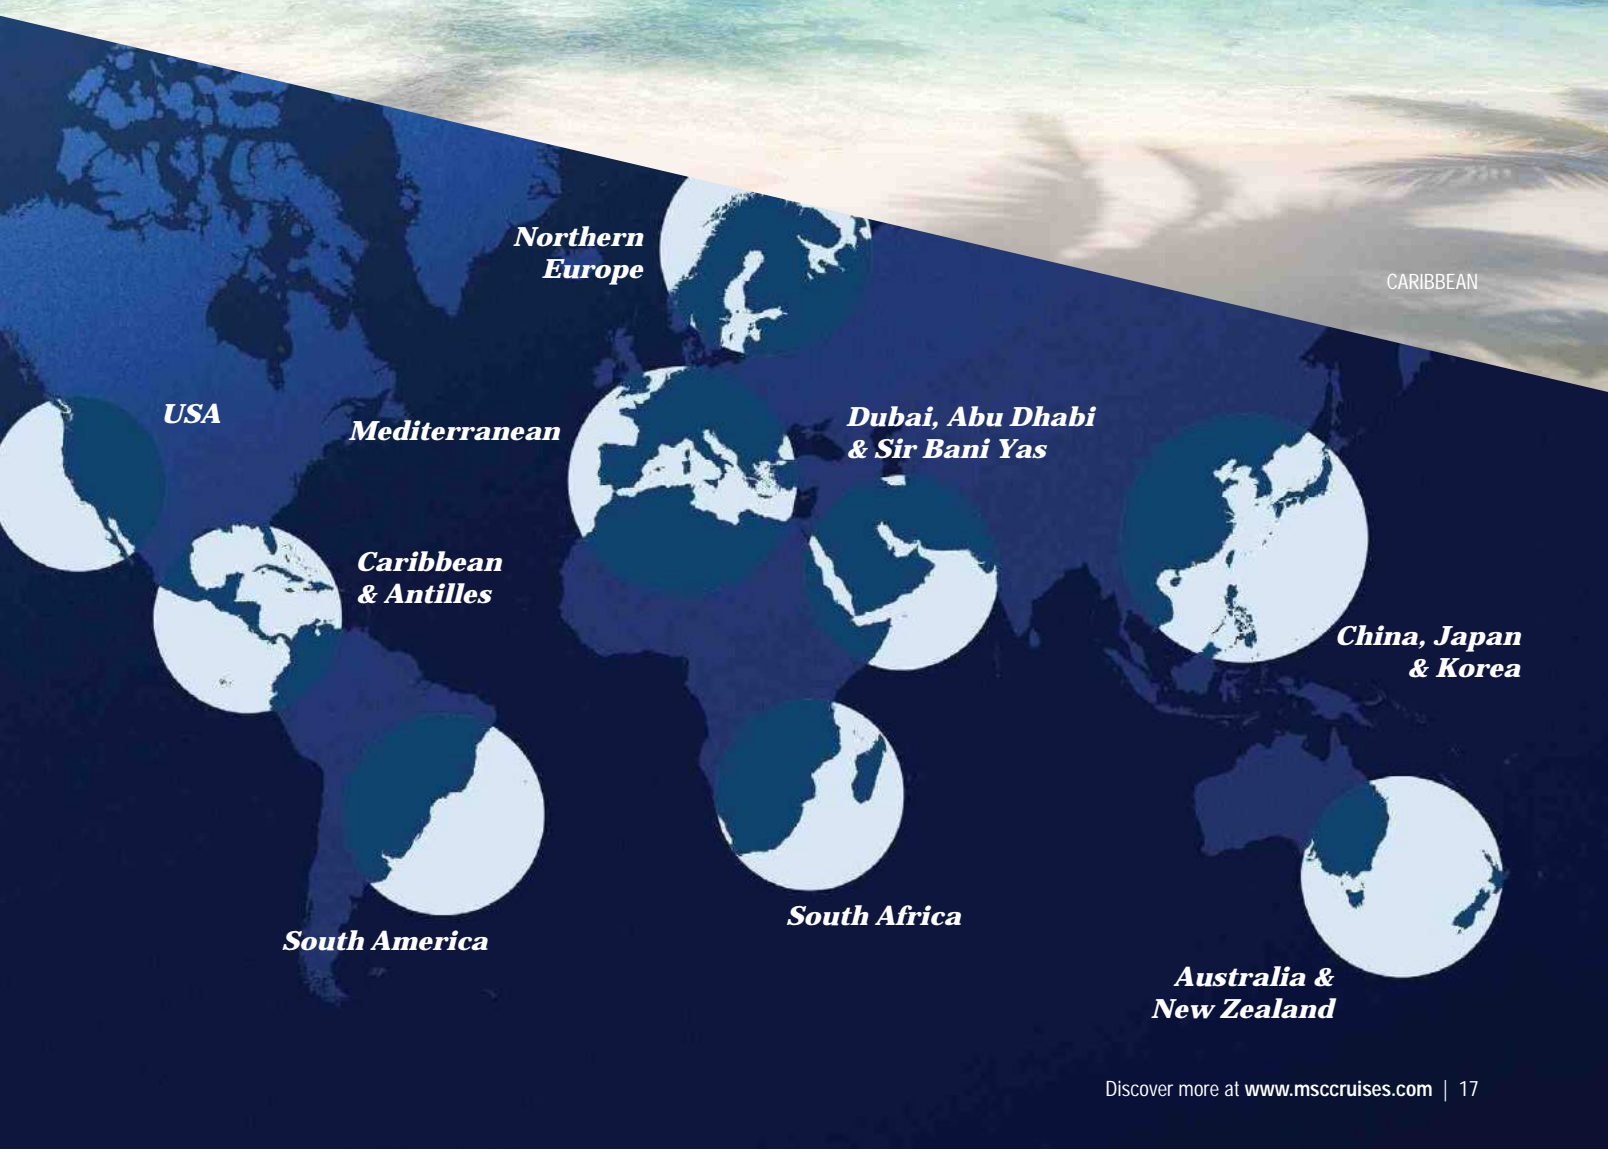 Northern
Europe
CARIBBEAN
USA
Mediterranean
Dubai, Abu Dhabi
& Sir Bani Yas
Caribbean
& Antilles
China, Japan
& Korea
South America
South Africa
Australia &
New Zealand
Discover more at www.msccruises.com | 17